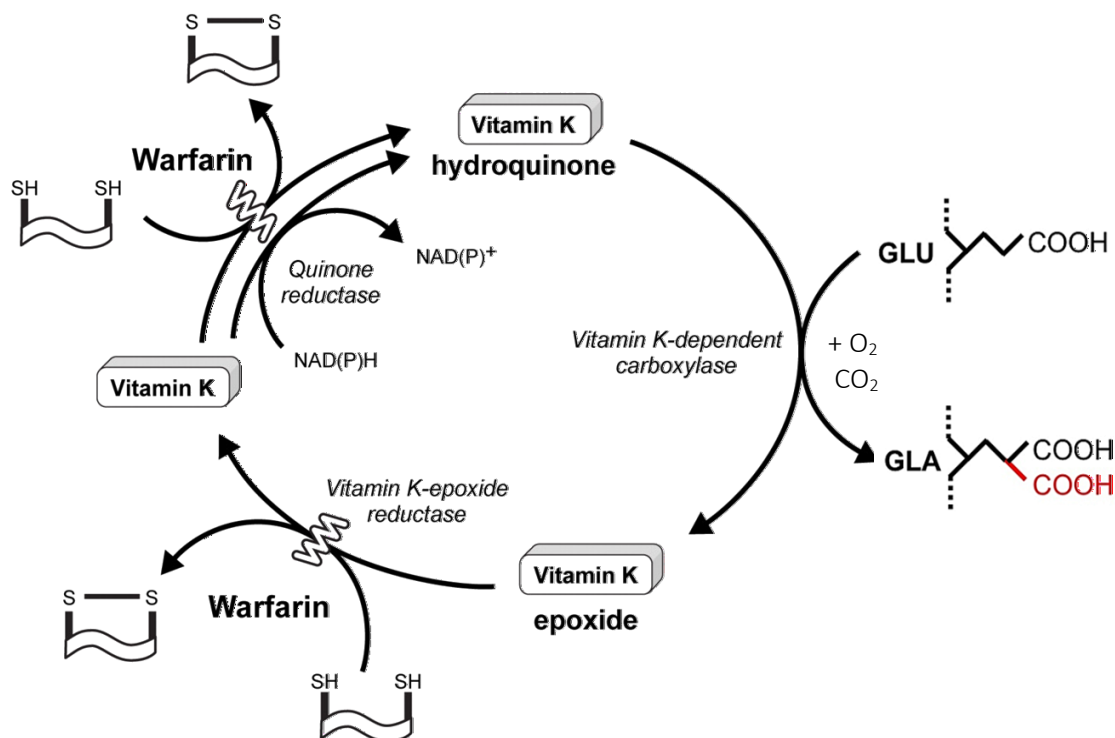 S S
Warfarin
SH SH
Vitamin K
hydroquinone
NAD(P)⁺
Quinone
reductase
NAD(P)H
Vitamin K
GLU
COOH
Vitamin K-dependent
carboxylase
+ O₂
CO₂
GLA
COOH
COOH
Vitamin K-epoxide
reductase
Vitamin K
epoxide
S S
Warfarin
SH SH